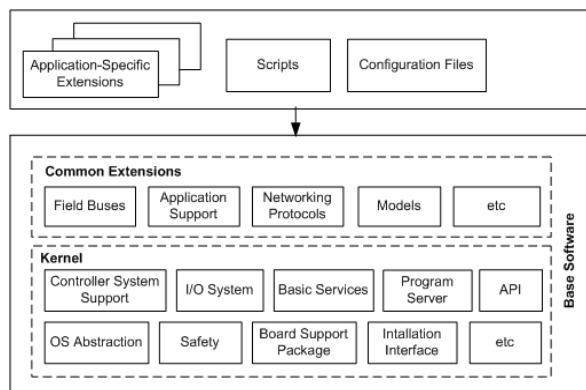 Application-Specific
Extensions
Scripts
Configuration Files
Common Extensions
Field Buses
Application
Support
Networking
Protocols
Models
etc
Kernel
Controller System
Support
I/O System
Basic Services
Program
Server
API
OS Abstraction
Safety
Board Support
Package
Intallation
Interface
etc
Base Software